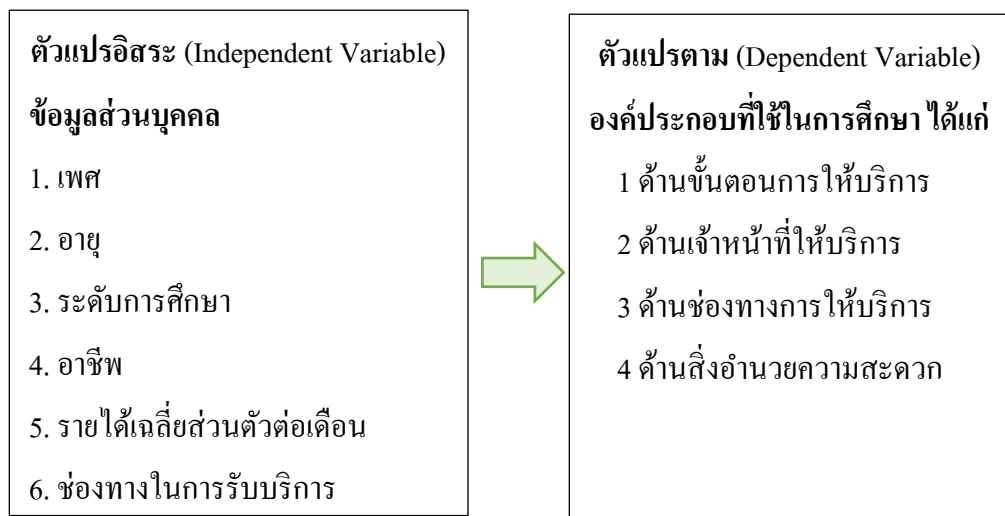 ตัวแปรอิสระ (Independent Variable)
ข้อมูลส่วนบุคคล
1. เพศ
2. อายุ
3. ระดับการศึกษา
4. อาชีพ
5. รายได้เฉลี่ยส่วนตัวต่อเดือน
6. ช่องทางในการรับบริการ
ตัวแปรตาม (Dependent Variable)
องค์ประกอบที่ใช้ในการศึกษา ได้แก่
1 ด้านขั้นตอนการให้บริการ
2 ด้านเจ้าหน้าที่ให้บริการ
3 ด้านช่องทางการให้บริการ
4 ด้านสิ่งอำนวยความสะดวก